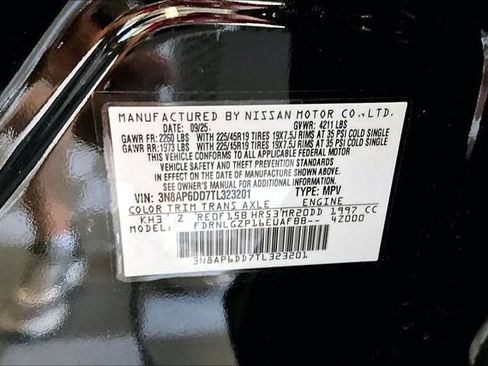 MANUFACTURED BY NISSAN MOTOR CO.,LTD.
DATE: 09/25 GVWR: 4211 LBS
GAWR FR: 2260 LBS WITH 225/45R19 TIRES 19X7.5J RIMS AT 35 PSI COLD SINGLE
GAWR RR: 1973 LBS WITH 225/45R19 TIRES 19X7.5J RIMS AT 35 PSI COLD SINGLE
THIS VEHICLE CONFORMS TO ALL APPLICABLE FEDERAL MOTOR
VEHICLE SAFETY AND THEFT PREVENTION STANDARDS
IN EFFECT ON THE DATE OF MANUFACTURE SHOWN ABOVE.
SEE OWNER'S MANUAL FOR ADDITIONAL INFORMATION
VIN: 3N8AP6DD7TL323201 TYPE: MPV
COLOR TRIM TRANS AXLE ENGINE
KH3 Z RE0F15B HR53 MR20DD 1997 CC
MODEL: FDRNLGZP16EUAFBB-- 42000
3N8AP6DD7TL323201